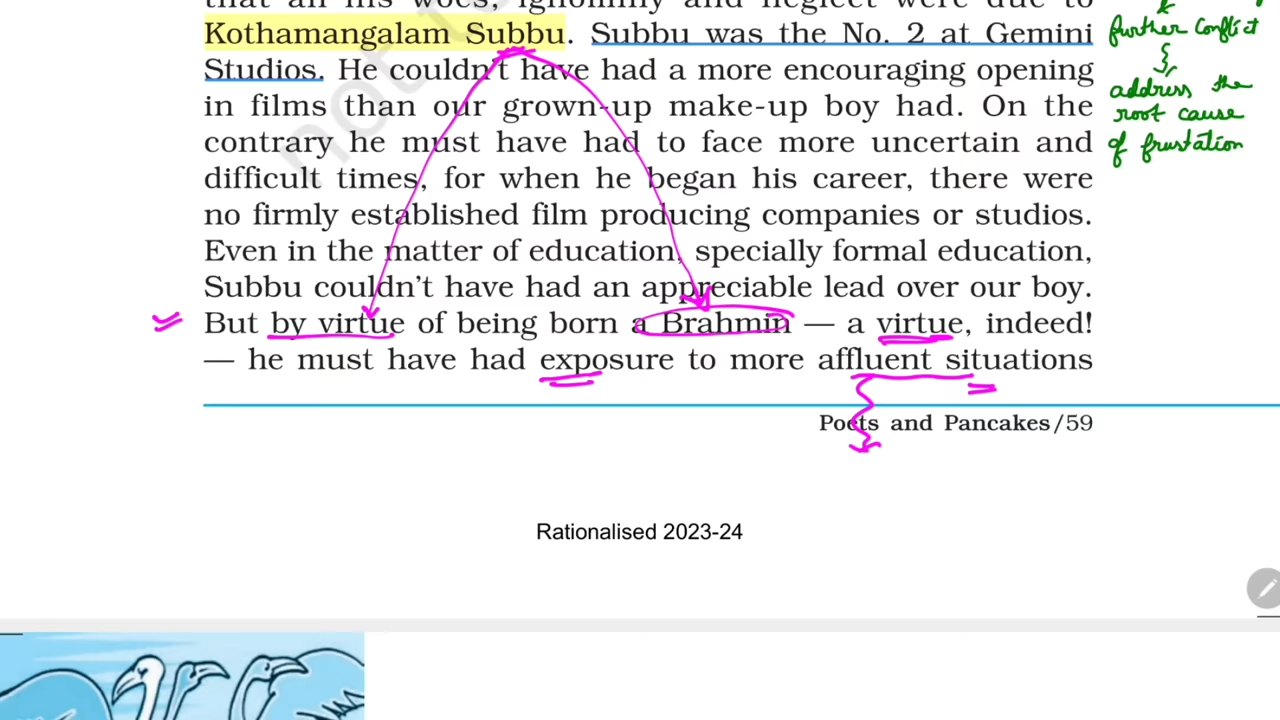 that all his woes, ignominy and neglect were due to
Kothamangalam Subbu. Subbu was the No. 2 at Gemini
Studios. He couldn't have had a more encouraging opening
in films than our grown-up make-up boy had. On the
contrary he must have had to face more uncertain and
difficult times, for when he began his career, there were
no firmly established film producing companies or studios.
Even in the matter of education, specially formal education,
Subbu couldn't have had an appreciable lead over our boy.
But by virtue of being born a Brahmin — a virtue, indeed!
— he must have had exposure to more affluent situations
Poets and Pancakes/59
Rationalised 2023-24
further conflict
address the
root cause
of frustation
not t